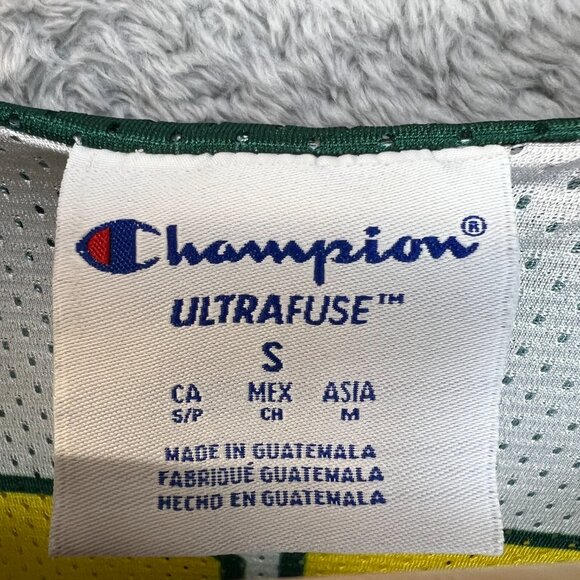 Champion®
ULTRAFUSE™
S
CA MEX ASIA
S/P CH M
MADE IN GUATEMALA
FABRIQUÉ GUATEMALA
HECHO EN GUATEMALA